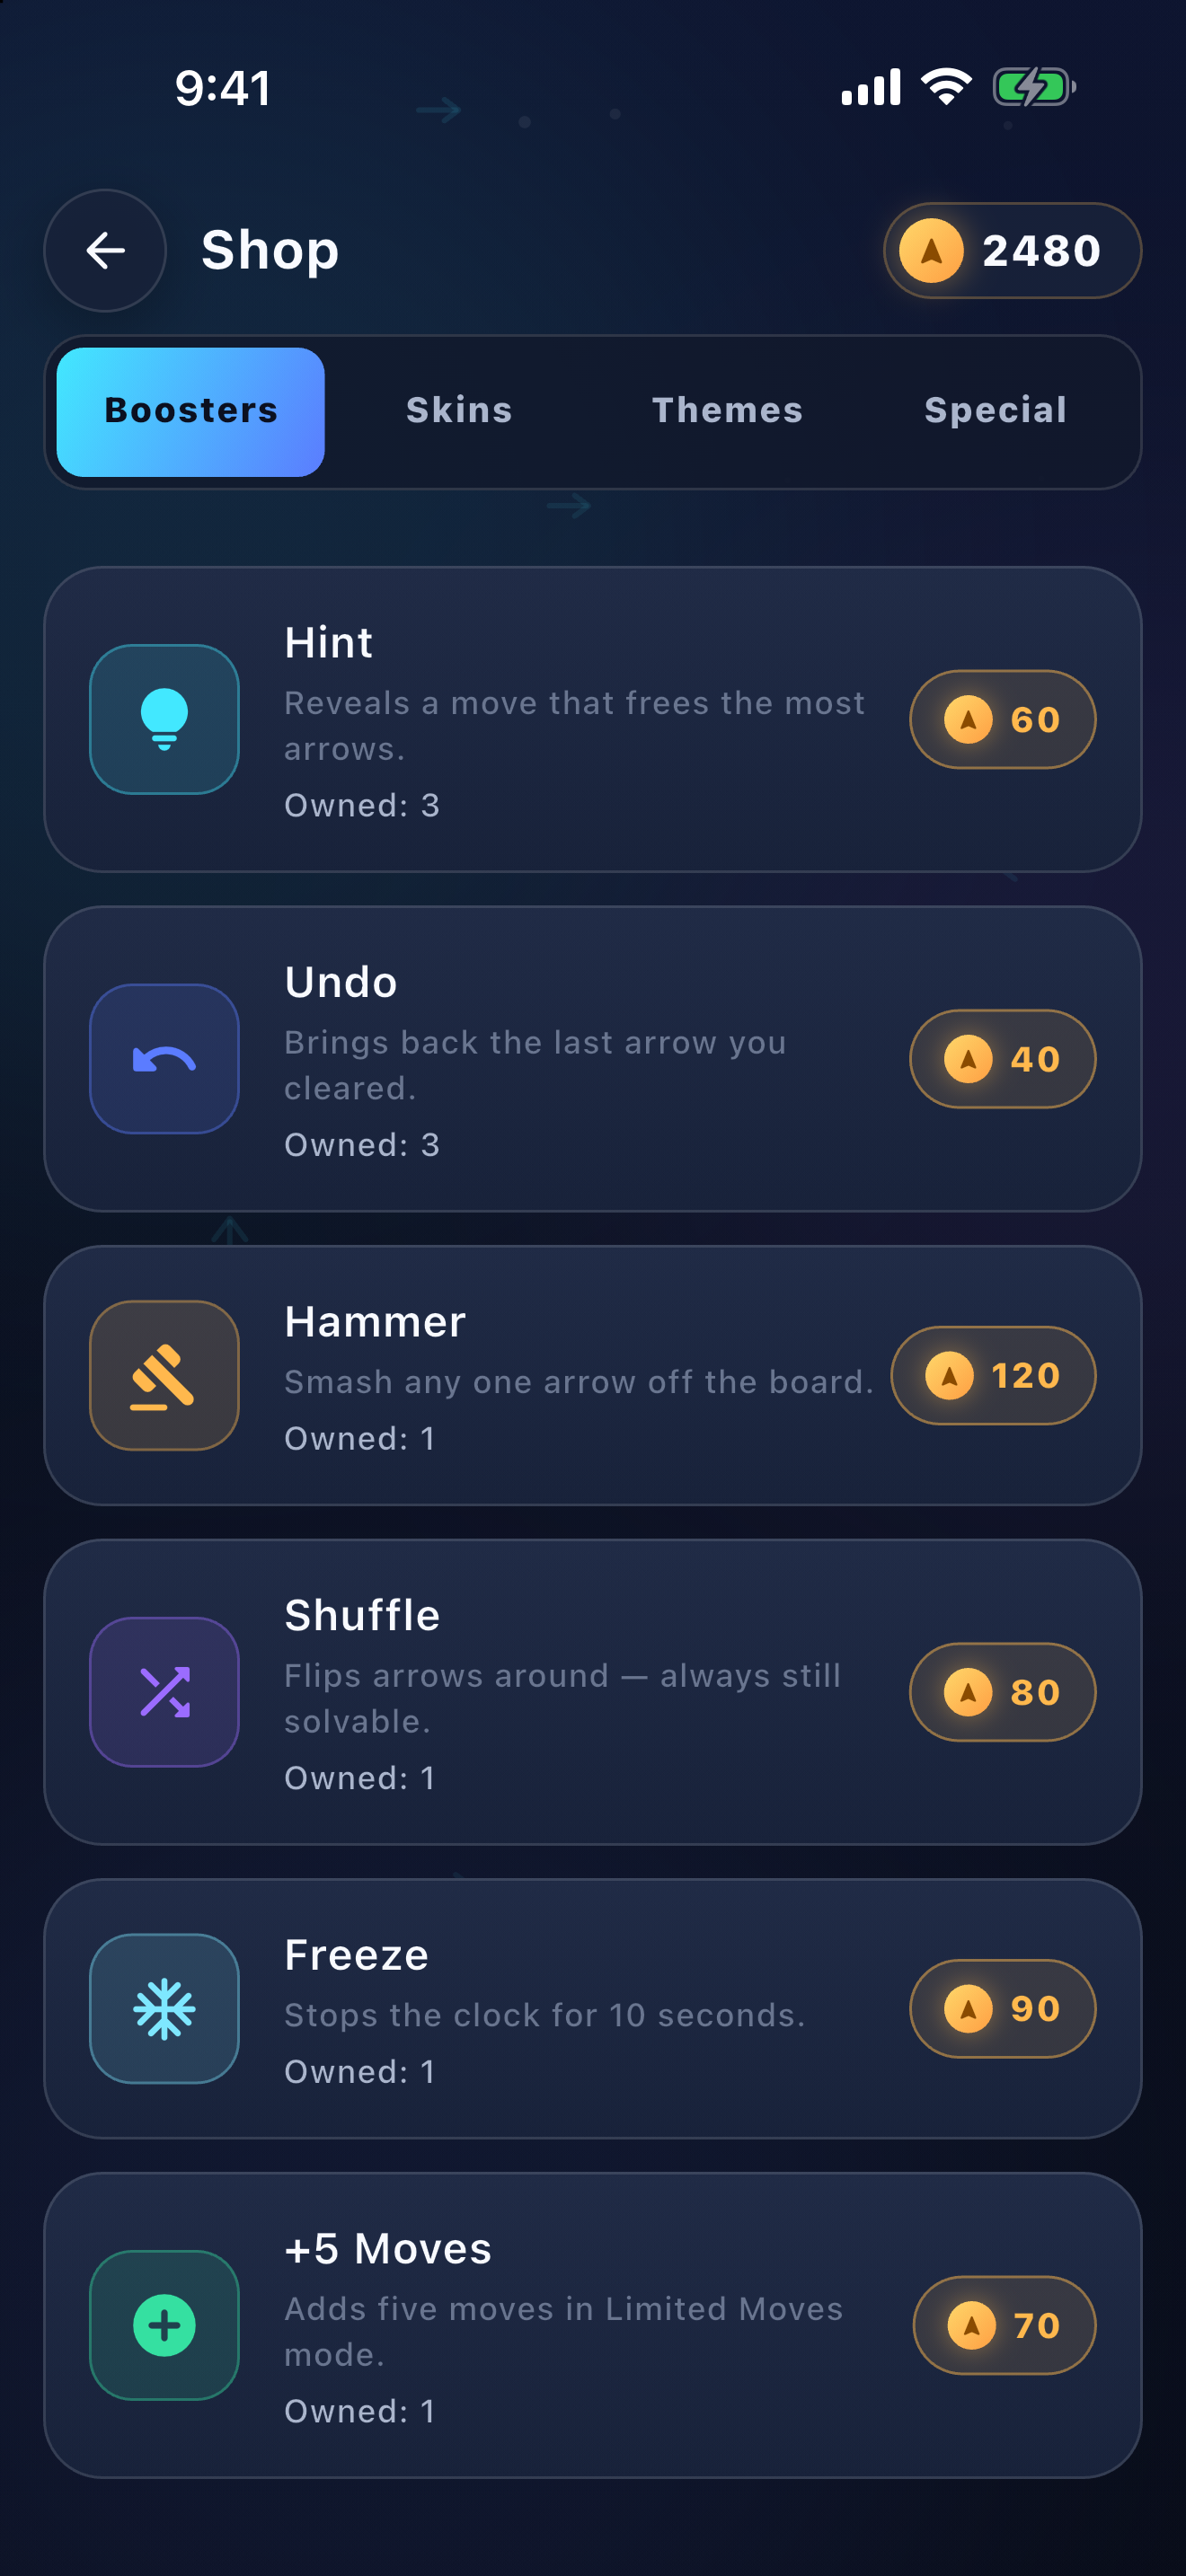 9:41
Shop
2480
Boosters
Skins
Themes
Special
Hint
Reveals a move that frees the most
arrows.
Owned: 3
60
Undo
Brings back the last arrow you
cleared.
Owned: 3
40
Hammer
Smash any one arrow off the board.
Owned: 1
120
Shuffle
Flips arrows around — always still
solvable.
Owned: 1
80
Freeze
Stops the clock for 10 seconds.
Owned: 1
90
+5 Moves
Adds five moves in Limited Moves
mode.
Owned: 1
70